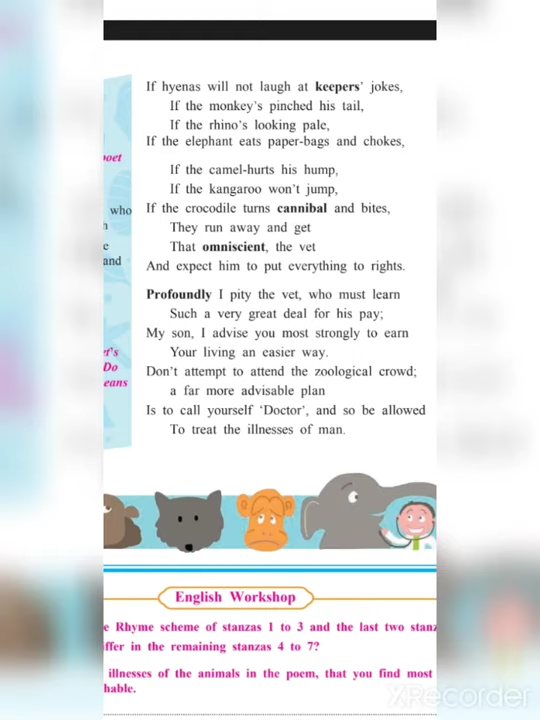 If hyenas will not laugh at keepers' jokes,
If the monkey's pinched his tail,
If the rhino's looking pale,
If the elephant eats paper-bags and chokes,
If the camel-hurts his hump,
If the kangaroo won't jump,
If the crocodile turns cannibal and bites,
They run away and get
That omniscient, the vet
And expect him to put everything to rights.
Profoundly I pity the vet, who must learn
Such a very great deal for his pay;
My son, I advise you most strongly to earn
Your living an easier way.
Don't attempt to attend the zoological crowd;
a far more advisable plan
Is to call yourself 'Doctor', and so be allowed
To treat the illnesses of man.
who
and
Do
English Workshop
Rhyme scheme of stanzas 1 to 3 and the last two
in the remaining stanzas 4 to 7?
illnesses of the animals in the poem, that you find most
XRecorder